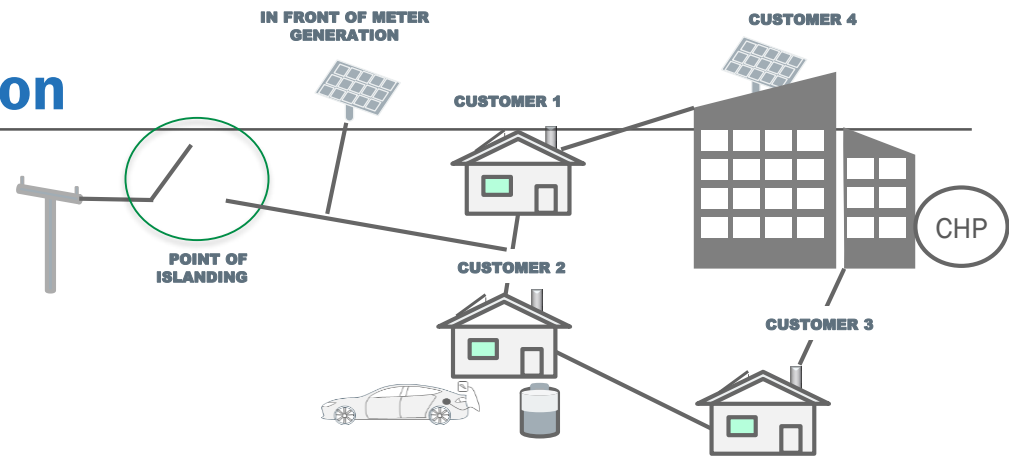 IN FRONT OF METER
GENERATION
CUSTOMER 4
on
CUSTOMER 1
CHP
POINT OF
ISLANDING
CUSTOMER 2
CUSTOMER 3